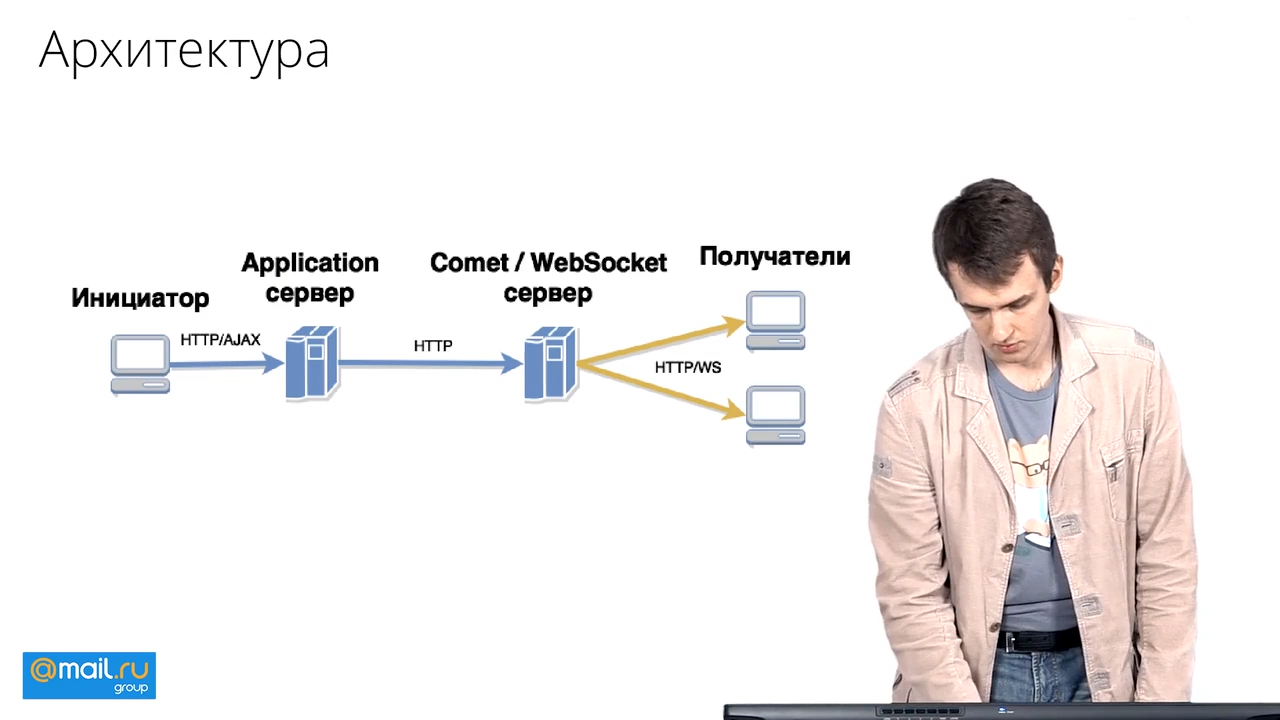 Архитектура
Инициатор
HTTP/AJAX
Application
сервер
HTTP
Comet / WebSocket
сервер
HTTP/WS
Получатели
@mail.ru
group